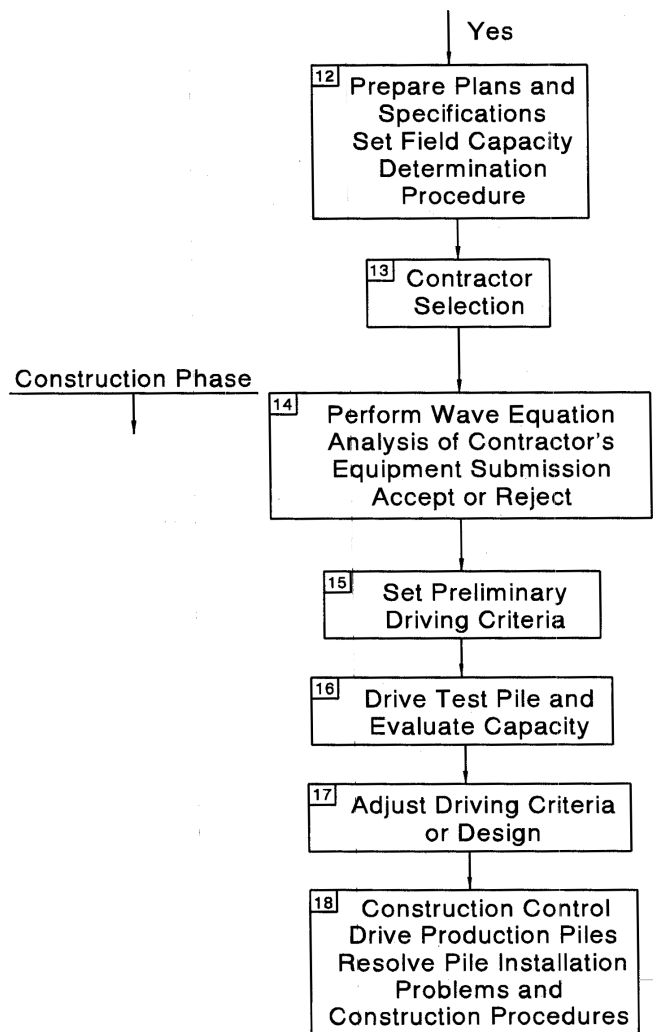 Yes
12
Prepare Plans and
Specifications
Set Field Capacity
Determination
Procedure
13
Contractor
Selection
Construction Phase
14
Perform Wave Equation
Analysis of Contractor's
Equipment Submission
Accept or Reject
15
Set Preliminary
Driving Criteria
16
Drive Test Pile and
Evaluate Capacity
17
Adjust Driving Criteria
or Design
18
Construction Control
Drive Production Piles
Resolve Pile Installation
Problems and
Construction Procedures